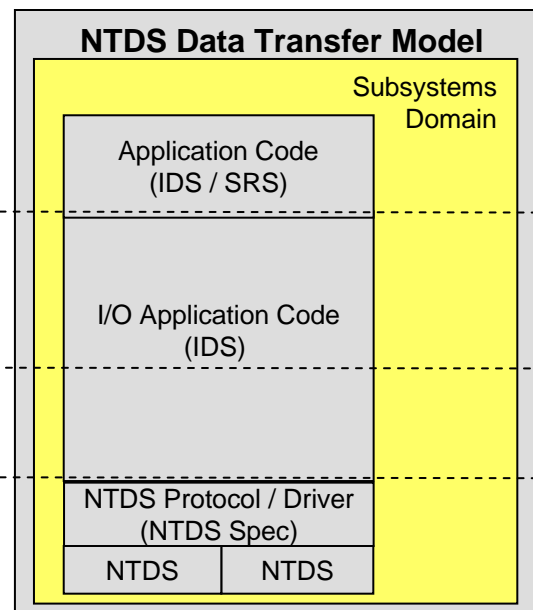 NTDS Data Transfer Model
Subsystems
Domain
Application Code
(IDS / SRS)
I/O Application Code
(IDS)
NTDS Protocol / Driver
(NTDS Spec)
NTDS NTDS